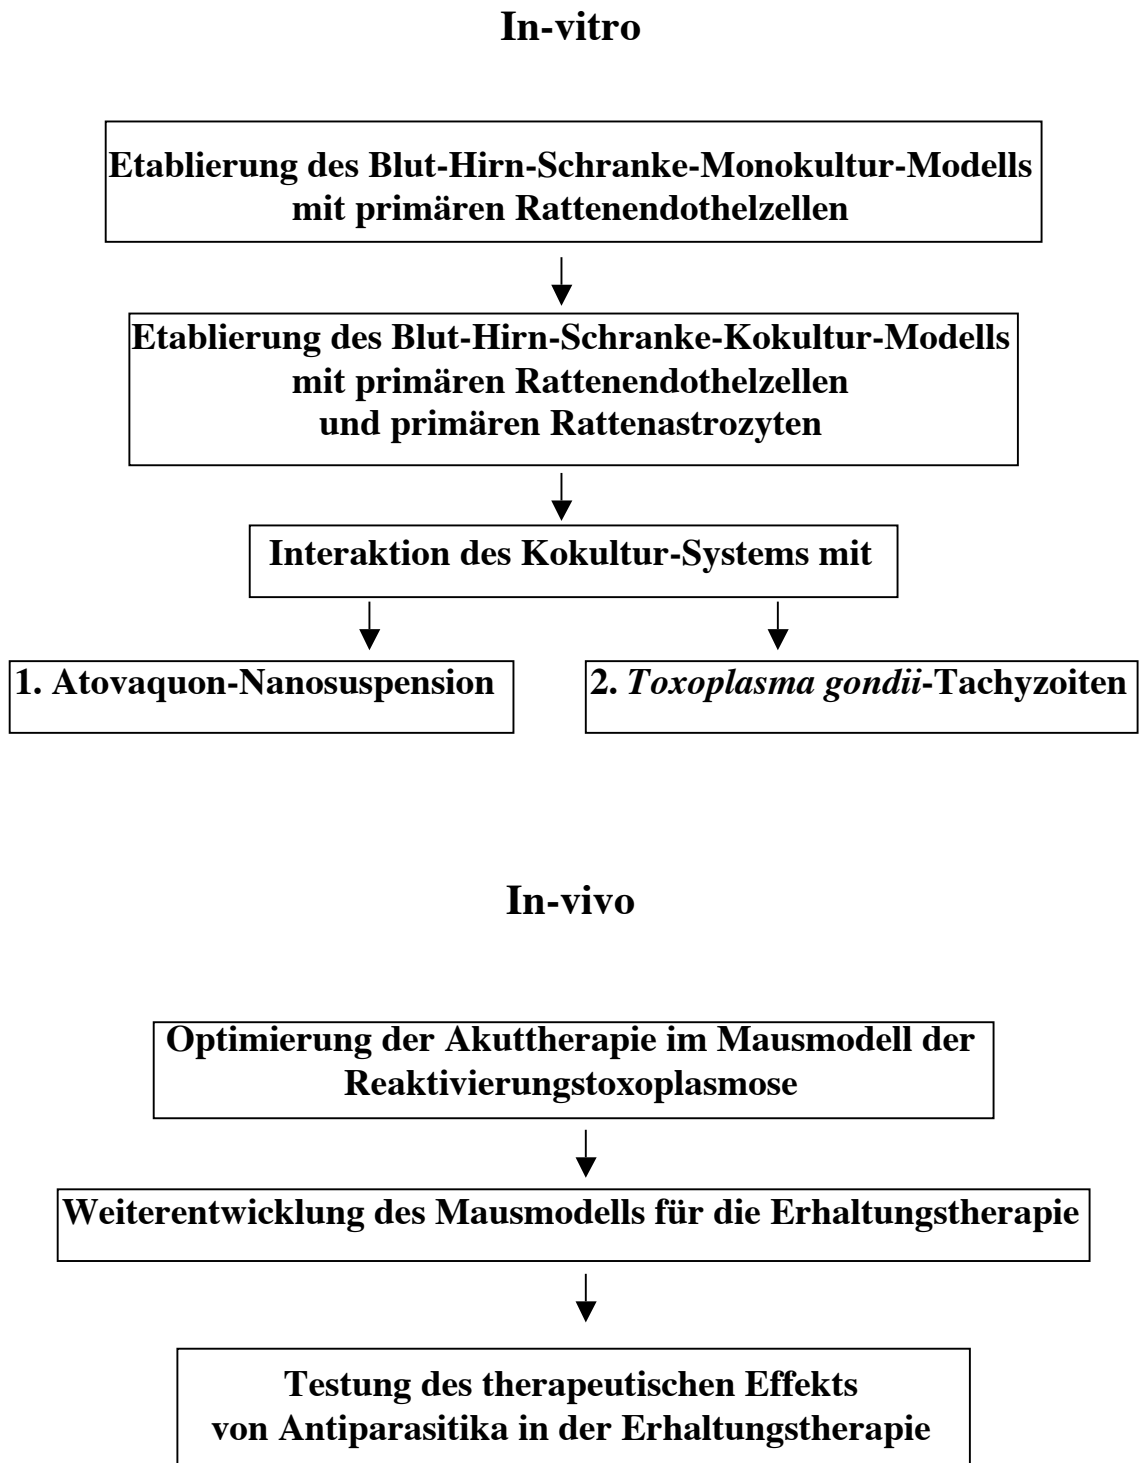 In-vitro
Etablierung des Blut-Hirn-Schranke-Monokultur-Modells
mit primären Rattenendothelzellen
Etablierung des Blut-Hirn-Schranke-Kokultur-Modells
mit primären Rattenendothelzellen
und primären Rattenastrozyten
Interaktion des Kokultur-Systems mit
1. Atovaquon-Nanosuspension
2. Toxoplasma gondii-Tachyzoiten
In-vivo
Optimierung der Akuttherapie im Mausmodell der
Reaktivierungstoxoplasmose
Weiterentwicklung des Mausmodells für die Erhaltungstherapie
Testung des therapeutischen Effekts
von Antiparasitika in der Erhaltungstherapie